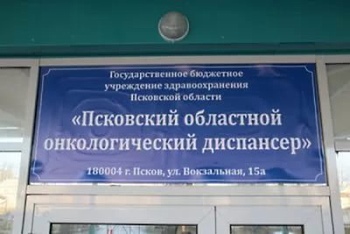 Государственное бюджетное
учреждение здравоохранения
Псковской области
«Псковский областной
онкологический диспансер»
180004 г. Псков, ул. Вокзальная, 15а